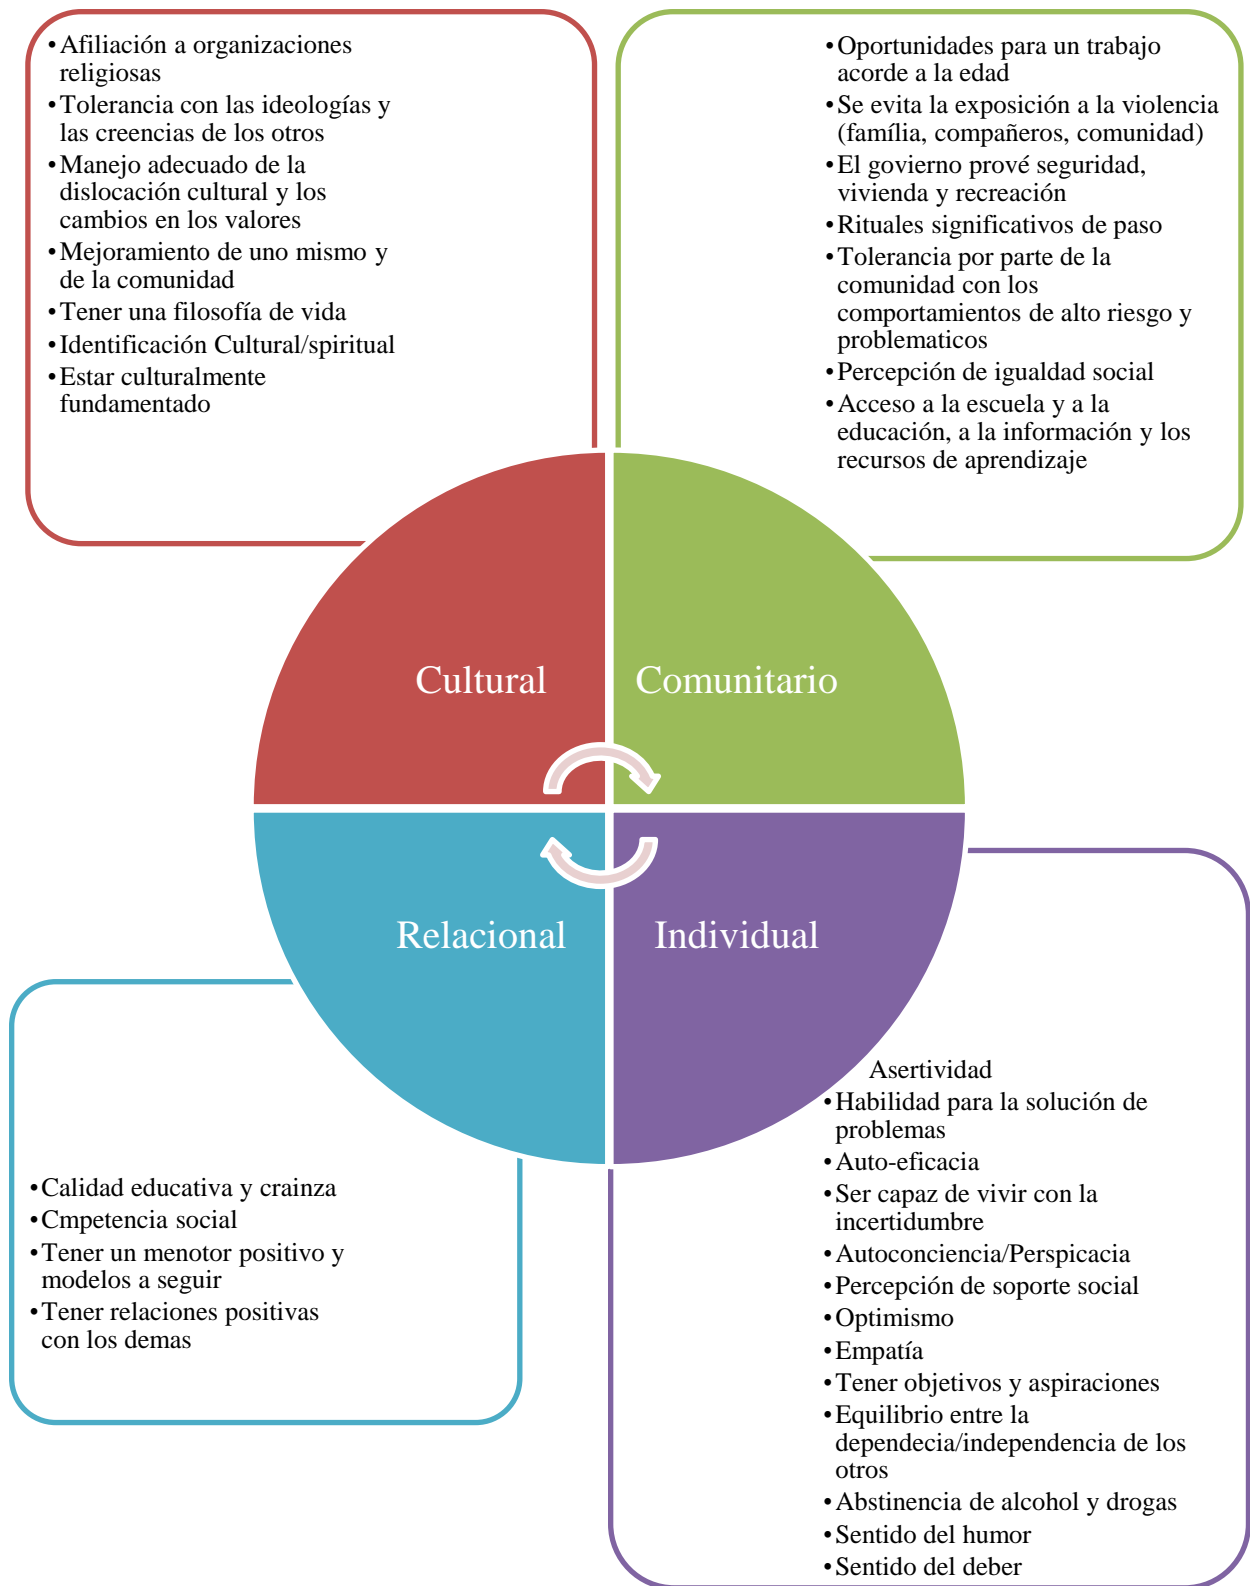 •Afiliación a organizaciones
religiosas
•Tolerancia con las ideologías y
las creencias de los otros
•Manejo adecuado de la
dislocación cultural y los
cambios en los valores
•Mejoramiento de uno mismo y
de la comunidad
•Tener una filosofía de vida
•Identificación Cultural/spiritual
•Estar culturalmente
fundamentado
•Oportunidades para un trabajo
acorde a la edad
•Se evita la exposición a la violencia
(família, compañeros, comunidad)
•El govierno prové seguridad,
vivienda y recreación
•Rituales significativos de paso
•Tolerancia por parte de la
comunidad con los
comportamientos de alto riesgo y
problematicos
•Percepción de igualdad social
•Acceso a la escuela y a la
educación, a la información y los
recursos de aprendizaje
Cultural
Comunitario
Relacional
Individual
•Calidad educativa y crainza
•Cmpetencia social
•Tener un menotor positivo y
modelos a seguir
•Tener relaciones positivas
con los demas
Asertividad
•Habilidad para la solución de
problemas
•Auto-eficacia
•Ser capaz de vivir con la
incertidumbre
•Autoconciencia/Perspicacia
•Percepción de soporte social
•Optimismo
•Empatía
•Tener objetivos y aspiraciones
•Equilibrio entre la
dependecia/independencia de los
otros
•Abstinencia de alcohol y drogas
•Sentido del humor
•Sentido del deber